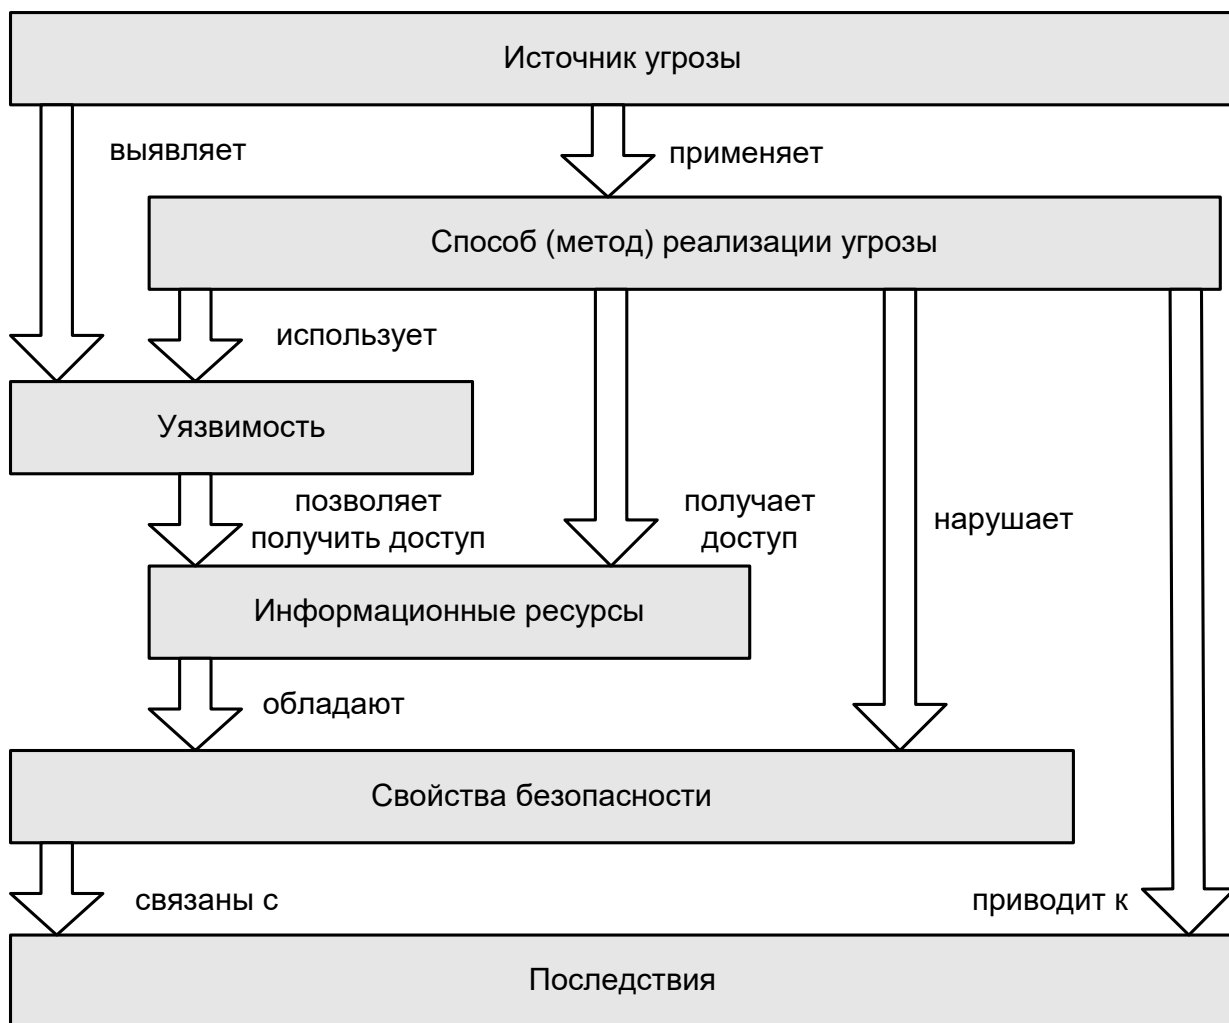 Источник угрозы
выявляет
применяет
Способ (метод) реализации угрозы
использует
Уязвимость
позволяет
получить доступ
получает
доступ
нарушает
Информационные ресурсы
обладают
Свойства безопасности
связаны с
приводит к
Последствия